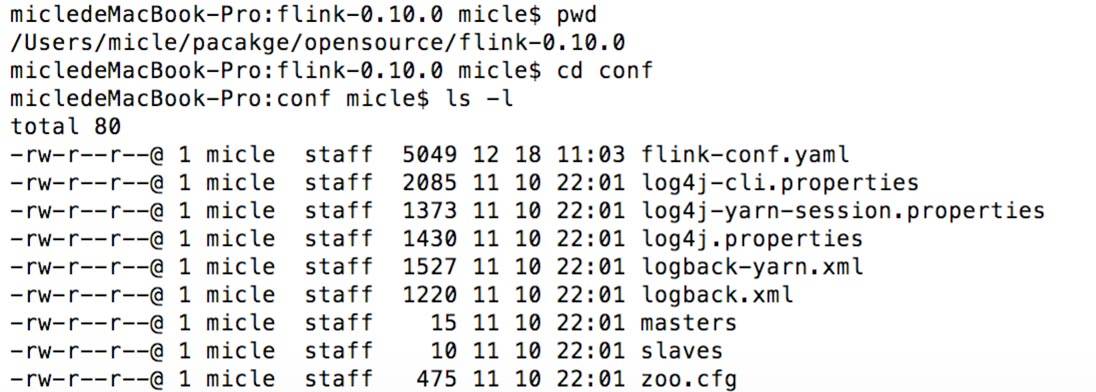 micledeMacBook-Pro:flink-0.10.0 micle$ pwd
/Users/micle/pacakge/opensource/flink-0.10.0
micledeMacBook-Pro:flink-0.10.0 micle$ cd conf
micledeMacBook-Pro:conf micle$ ls -l
total 80
-rw-r--r--@ 1 micle  staff  5049 12 18 11:03 flink-conf.yaml
-rw-r--r--@ 1 micle  staff  2085 11 10 22:01 log4j-cli.properties
-rw-r--r--@ 1 micle  staff  1373 11 10 22:01 log4j-yarn-session.properties
-rw-r--r--@ 1 micle  staff  1430 11 10 22:01 log4j.properties
-rw-r--r--@ 1 micle  staff  1527 11 10 22:01 logback-yarn.xml
-rw-r--r--@ 1 micle  staff  1220 11 10 22:01 logback.xml
-rw-r--r--@ 1 micle  staff    15 11 10 22:01 masters
-rw-r--r--@ 1 micle  staff    10 11 10 22:01 slaves
-rw-r--r--@ 1 micle  staff   475 11 10 22:01 zoo.cfg